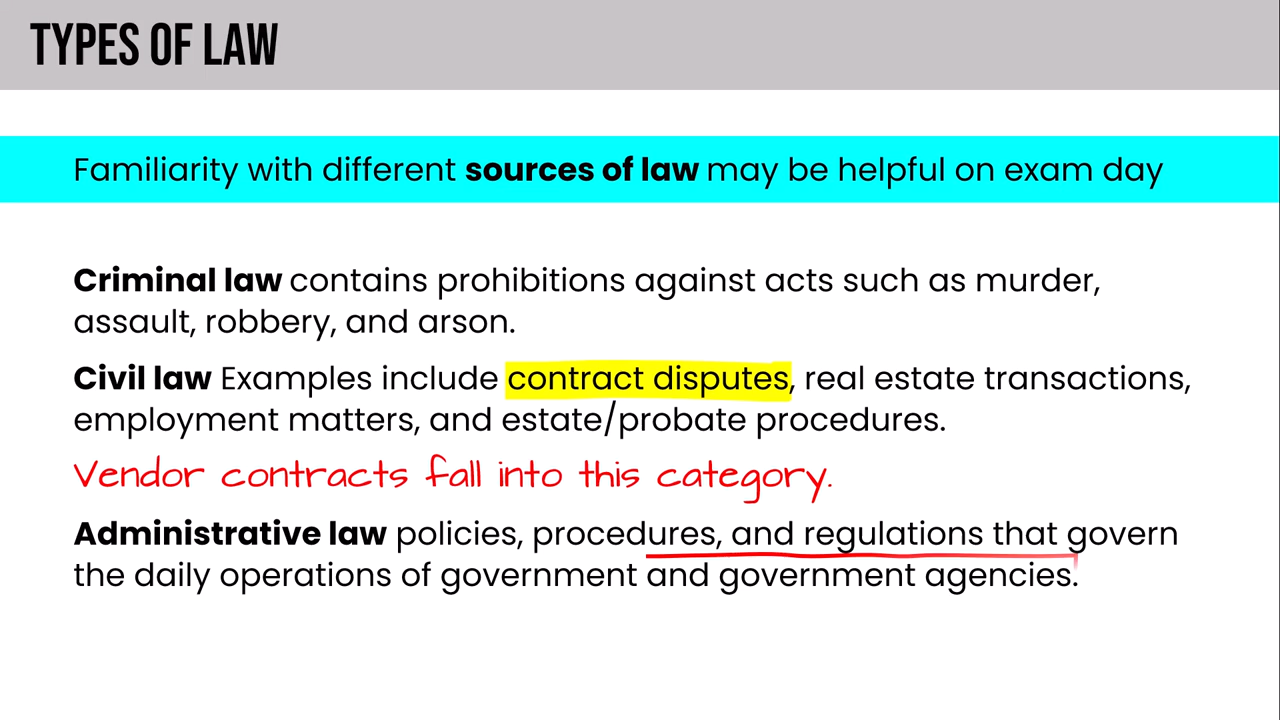 TYPES OF LAW
Familiarity with different sources of law may be helpful on exam day
Criminal law contains prohibitions against acts such as murder,
assault, robbery, and arson.
Civil law Examples include contract disputes, real estate transactions,
employment matters, and estate/probate procedures.
Vendor contracts fall into this category.
Administrative law policies, procedures, and regulations that govern
the daily operations of government and government agencies.